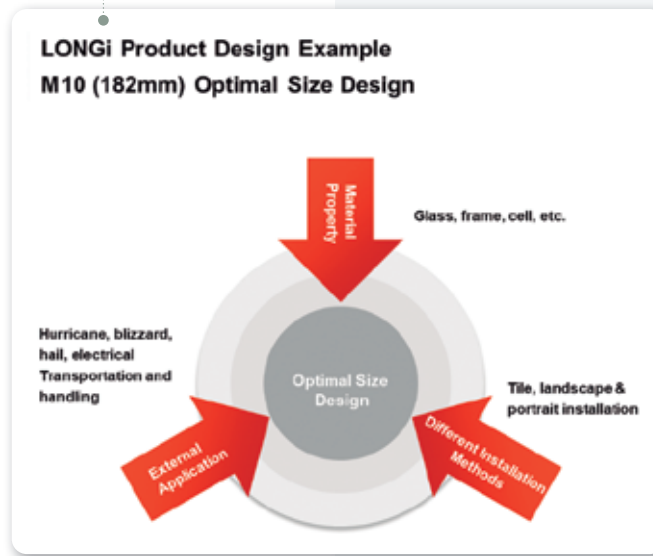 LONGi Product Design Example
M10 (182mm) Optimal Size Design
Material
Property
Glass, frame, cell, etc.
Hurricane, blizzard,
hail, electrical
Transportation and
handling
Optimal Size
Design
Tile, landscape &
portrait installation
External
Application
Different Installation
Methods